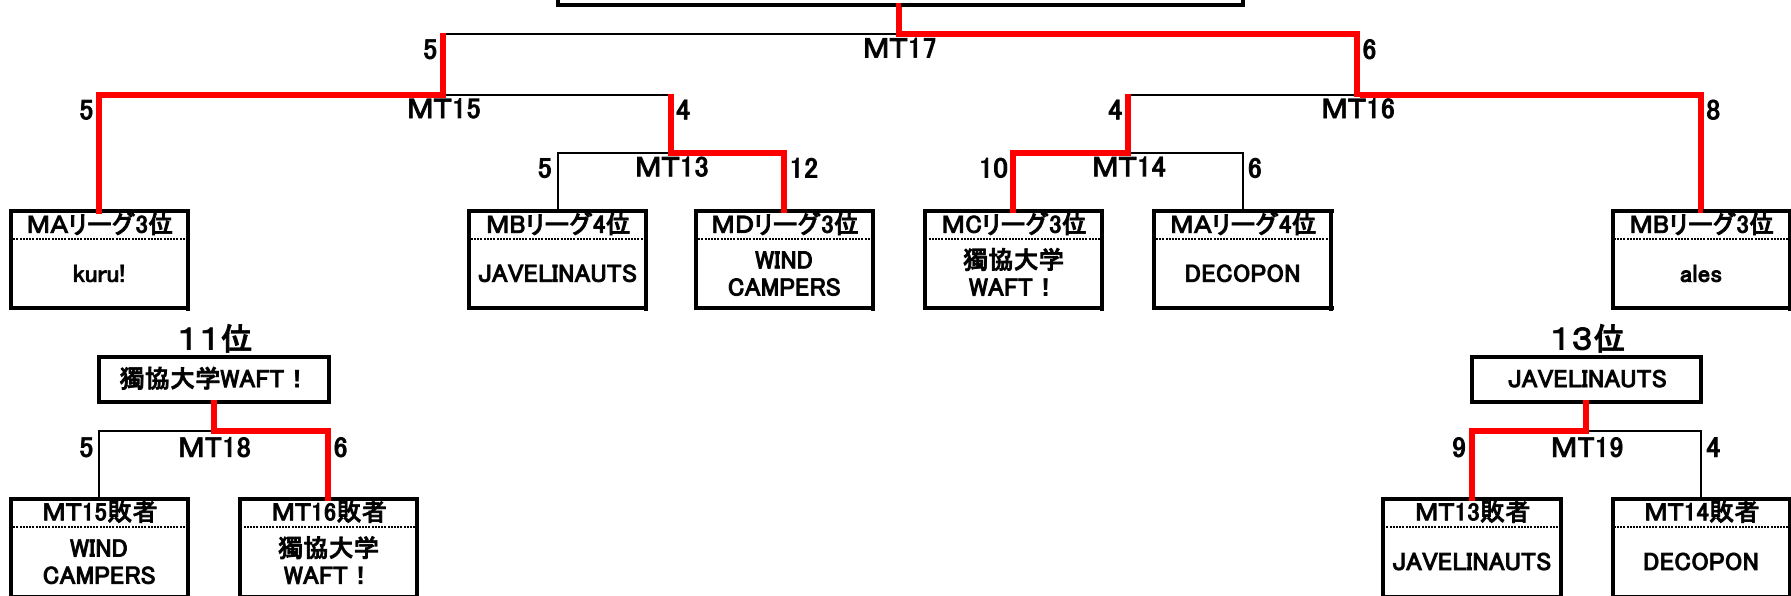 5
MT17
6
5
MT15
4
4
MT16
8
5
MT13
12
10
MT14
6
MAリーグ3位
kuru!
MBリーグ4位
JAVELINAUTS
MDリーグ3位
WIND
CAMPERS
MCリーグ3位
獨協大学
WAFT！
MAリーグ4位
DECOPON
MBリーグ3位
ales
１１位
獨協大学WAFT！
5
MT18
6
MT15敗者
WIND
CAMPERS
MT16敗者
獨協大学
WAFT！
１３位
JAVELINAUTS
9
MT19
4
MT13敗者
JAVELINAUTS
MT14敗者
DECOPON